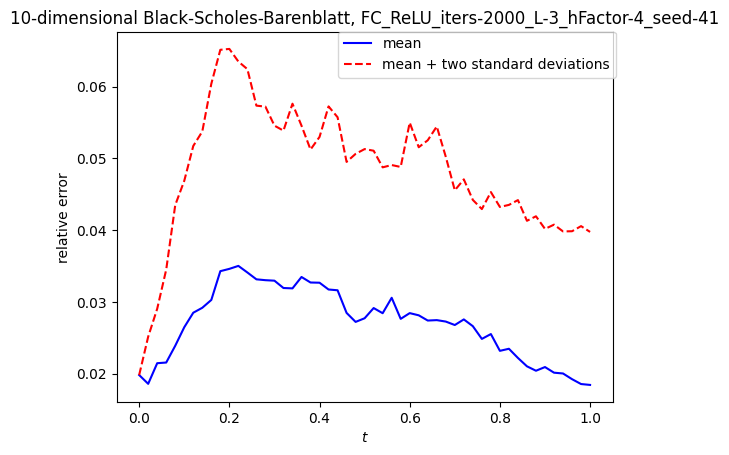 10-dimensional Black-Scholes-Barenblatt, FC_ReLU_iters-2000_L-3_hFactor-4_seed-41
mean
mean + two standard deviations
relative error
0.06
0.05
0.04
0.03
0.02
0.0 0.2 0.4 0.6 0.8 1.0
t